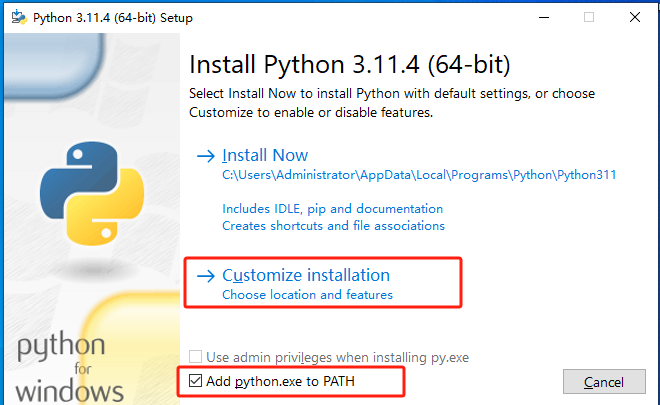 Python 3.11.4 (64-bit) Setup
Install Python 3.11.4 (64-bit)
Select Install Now to install Python with default settings, or choose
Customize to enable or disable features.
Install Now
C:\Users\Administrator\AppData\Local\Programs\Python\Python311
Includes IDLE, pip and documentation
Creates shortcuts and file associations
Customize installation
Choose location and features
Use admin privileges when installing py.exe
Add python.exe to PATH
Cancel
python
for
windows